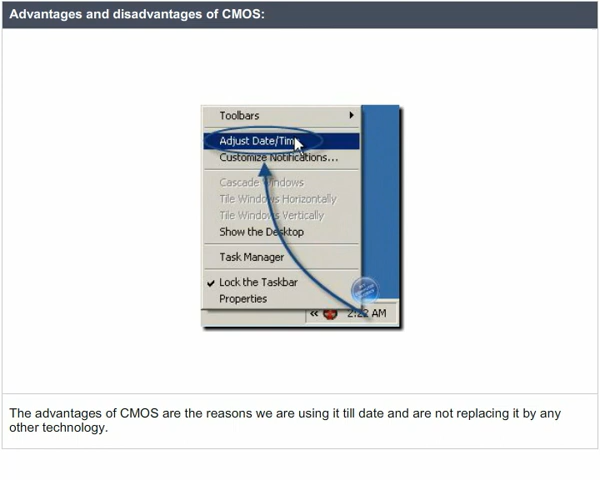 Advantages and disadvantages of CMOS:
Toolbars
Adjust Date/Time
Customize Notifications...
Cascade Windows
Tile Windows Horizontally
Tile Windows Vertically
Show the Desktop
Task Manager
Lock the Taskbar
Properties
« 2:22 AM
The advantages of CMOS are the reasons we are using it till date and are not replacing it by any
other technology.